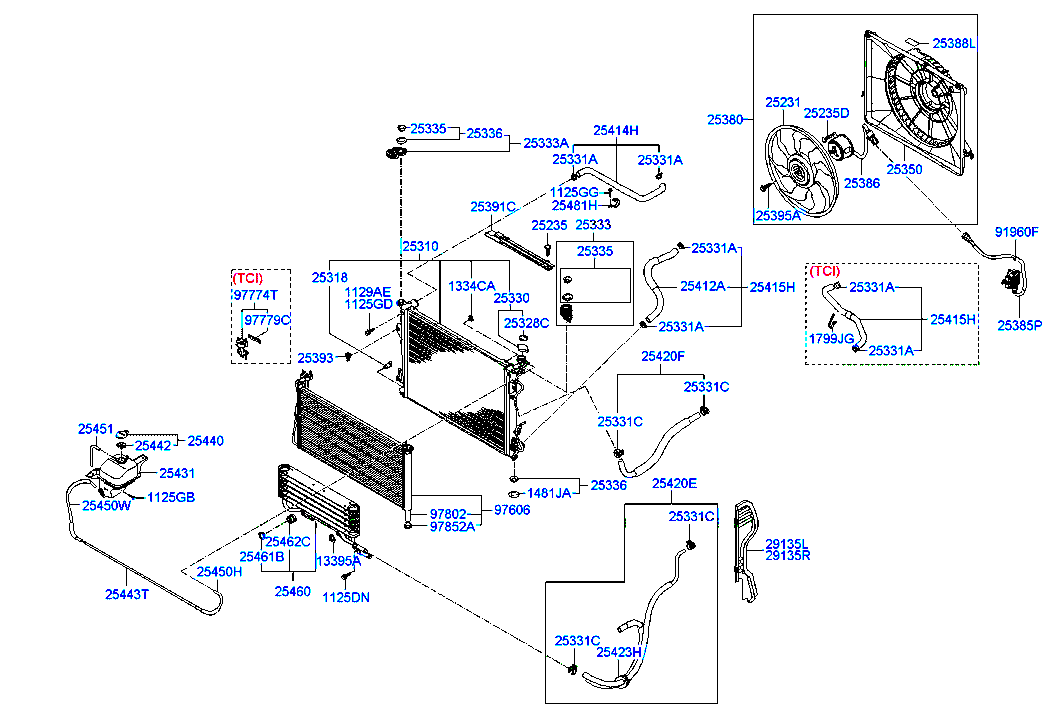 25388L
25231
25235D
25380
25350
25386
25395A
25335
25336
25333A
25414H
25331A
25331A
1125GG
25481H
25391C
25235
25333
25335
91960F
25385P
25310
25318
1129AE
1125GD
1334CA
25330
25328C
25331A
25412A
25415H
25331A
(TCI)
25331A
25415H
1799JG
25331A
(TCI)
97774T
97779C
25393
25420F
25331C
25331C
25451
25442
25440
25431
1125GB
25450W
25336
1481JA
25420E
97802
97852A
97606
25331C
25462C
25461B
13395A
25460
1125DN
25450H
25443T
29135L
29135R
25331C
25423H